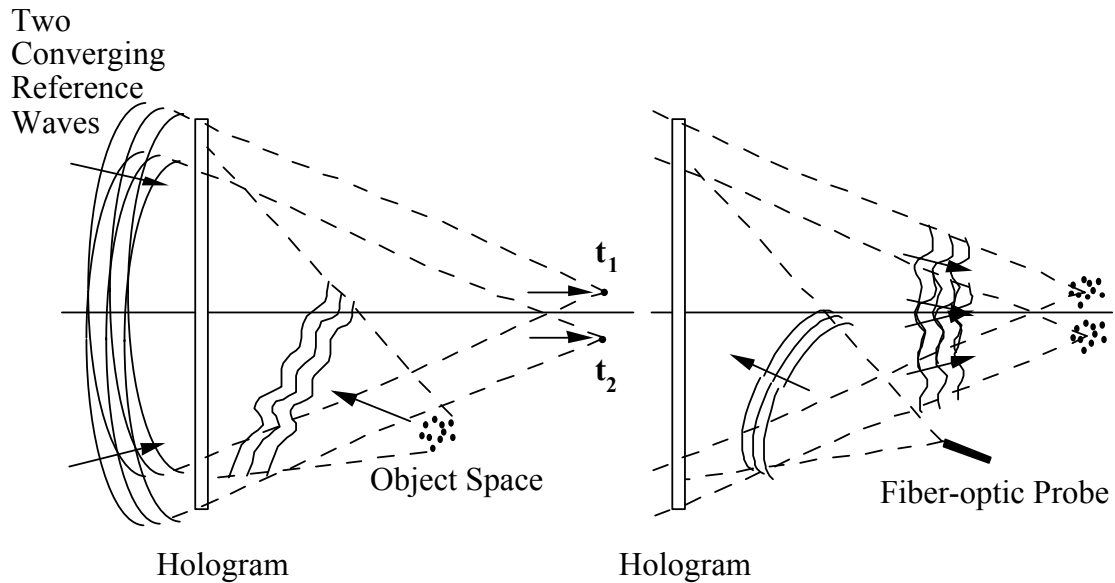 Two
Converging
Reference
Waves
t1
t2
Object Space
Hologram
Fiber-optic Probe
Hologram